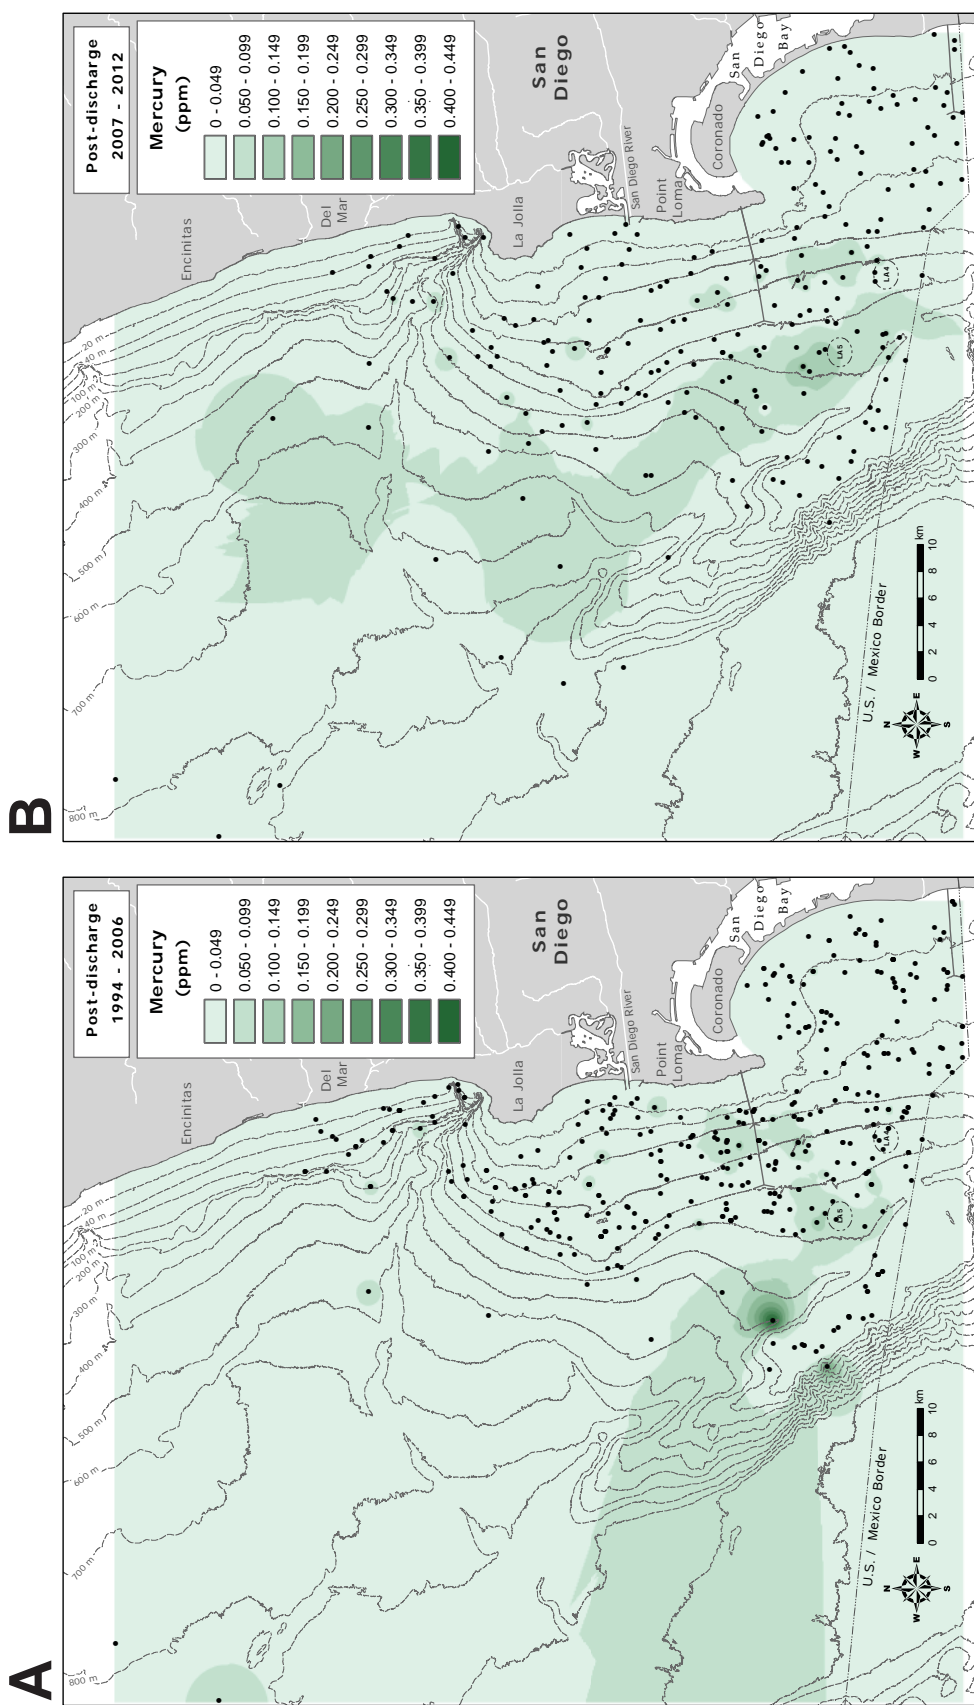 A
Post-discharge
1994 - 2006
Mercury
(ppm)
0 - 0.049
0.050 - 0.099
0.100 - 0.149
0.150 - 0.199
0.200 - 0.249
0.250 - 0.299
0.300 - 0.349
0.350 - 0.399
0.400 - 0.449
Encinitas
Del
Mar
La Jolla
San
Diego
San Diego River
Point
Loma
Coronado
San
Diego
Bay
20 m
40 m
100 m
200 m
300 m
400 m
500 m
600 m
700 m
800 m
LA4
LA5
U.S. / Mexico Border
N
W E
S
0 2 4 6 8 10
km
B
Post-discharge
2007 - 2012
Mercury
(ppm)
0 - 0.049
0.050 - 0.099
0.100 - 0.149
0.150 - 0.199
0.200 - 0.249
0.250 - 0.299
0.300 - 0.349
0.350 - 0.399
0.400 - 0.449
Encinitas
Del
Mar
La Jolla
San
Diego
San Diego River
Point
Loma
Coronado
San
Diego
Bay
20 m
40 m
100 m
200 m
300 m
400 m
500 m
600 m
700 m
800 m
LA4
LA5
U.S. / Mexico Border
N
W E
S
0 2 4 6 8 10
km